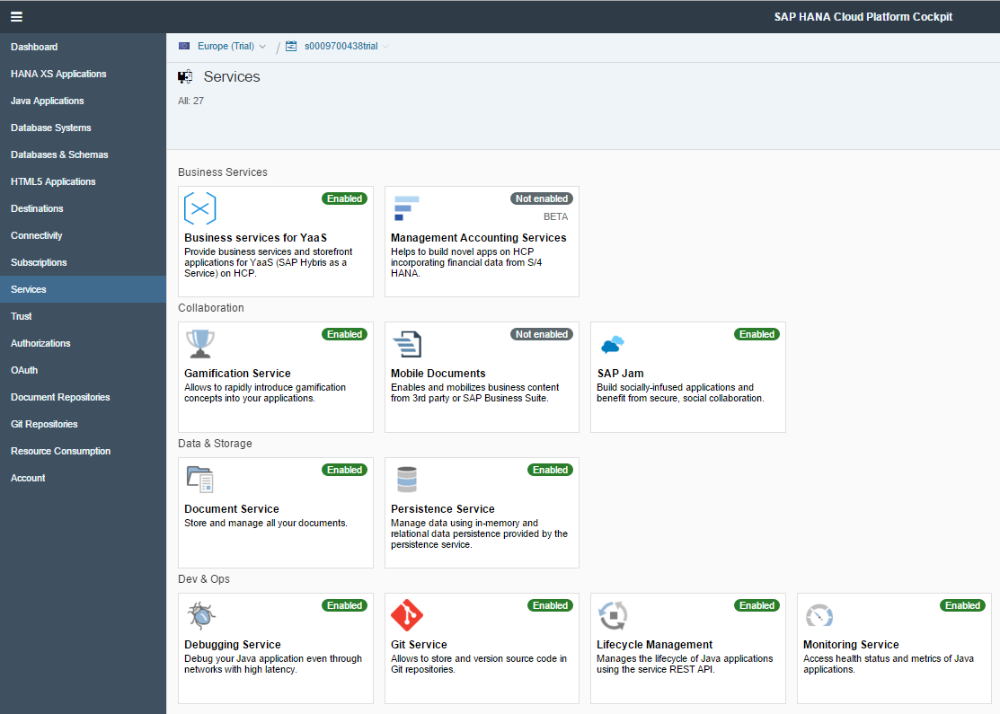 SAP HANA Cloud Platform Cockpit
Dashboard
HANA XS Applications
Java Applications
Database Systems
Databases & Schemas
HTML5 Applications
Destinations
Connectivity
Subscriptions
Services
Trust
Authorizations
OAuth
Document Repositories
Git Repositories
Resource Consumption
Account
Europe (Trial) / s0009700438trial
Services
All: 27
Business Services
Enabled
Business services for YaaS
Provide business services and storefront
applications for YaaS (SAP Hybris as a
Service) on HCP.
Not enabled
BETA
Management Accounting Services
Helps to build novel apps on HCP
incorporating financial data from S/4
HANA.
Collaboration
Enabled
Gamification Service
Allows to rapidly introduce gamification
concepts into your applications.
Not enabled
Mobile Documents
Enables and mobilizes business content
from 3rd party or SAP Business Suite.
Enabled
SAP Jam
Build socially-infused applications and
benefit from secure, social collaboration.
Data & Storage
Enabled
Document Service
Store and manage all your documents.
Enabled
Persistence Service
Manage data using in-memory and
relational data persistence provided by the
persistence service.
Dev & Ops
Enabled
Debugging Service
Debug your Java application even through
networks with high latency.
Enabled
Git Service
Allows to store and version source code in
Git repositories.
Enabled
Lifecycle Management
Manages the lifecycle of Java applications
using the service REST API.
Enabled
Monitoring Service
Access health status and metrics of Java
applications.